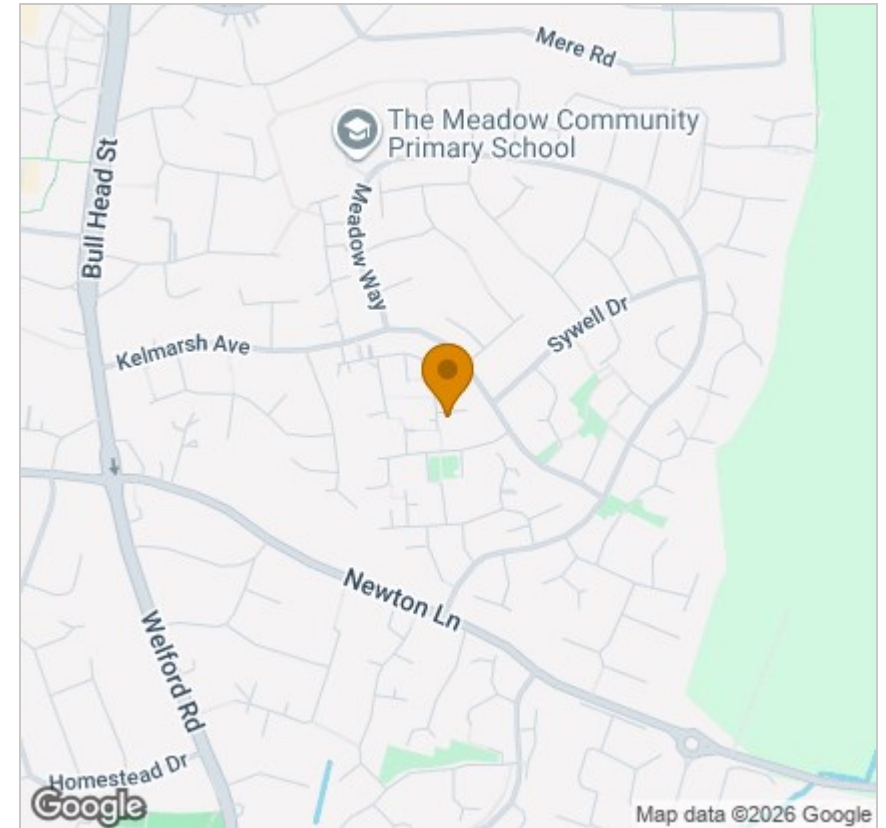 Mere Rd
The Meadow Community
Primary School
Bull Head St
Meadow Way
Sywell Dr
Kelmarsh Ave
Newton Ln
Welford Rd
Homestead Dr
Google
Map data ©2026 Google